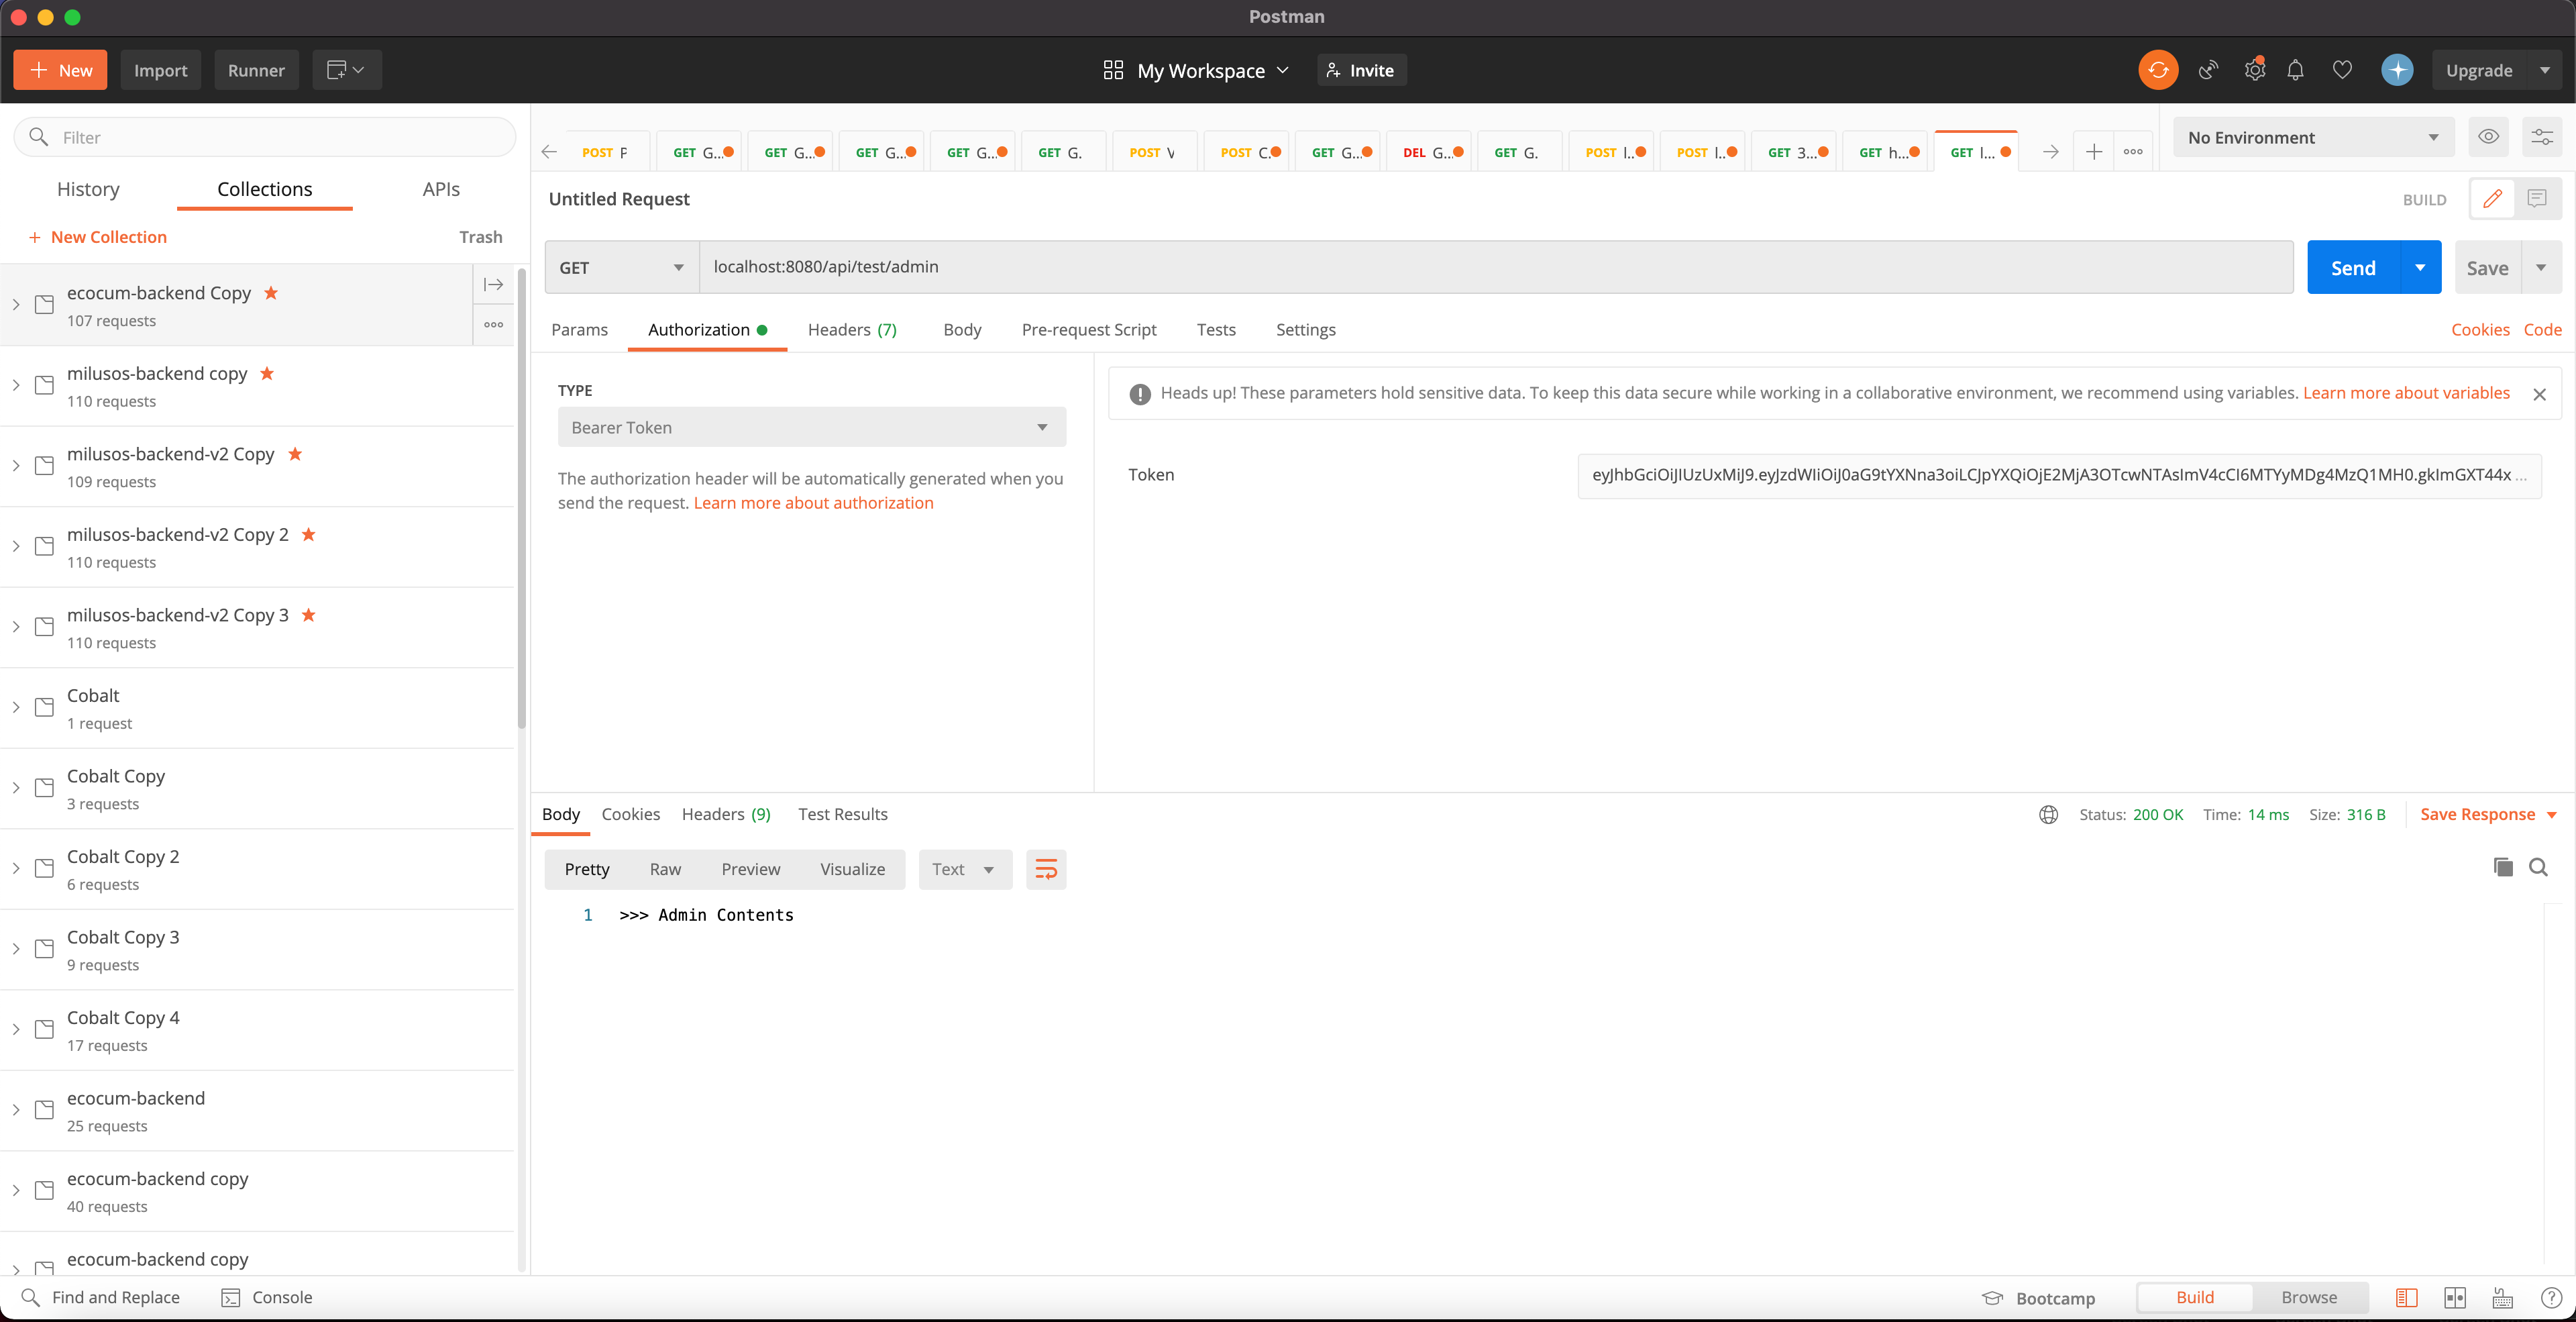 Postman
New
Import
Runner
My Workspace
Invite
Upgrade
Filter
History
Collections
APIs
+ New Collection
Trash
ecocum-backend Copy
107 requests
milusos-backend copy
110 requests
milusos-backend-v2 Copy
109 requests
milusos-backend-v2 Copy 2
110 requests
milusos-backend-v2 Copy 3
110 requests
Cobalt
1 request
Cobalt Copy
3 requests
Cobalt Copy 2
6 requests
Cobalt Copy 3
9 requests
Cobalt Copy 4
17 requests
ecocum-backend
25 requests
ecocum-backend copy
40 requests
ecocum-backend copy
POST P
GET G...
GET G...
GET G...
GET G...
GET G.
POST V
POST C...
GET G...
DEL G...
GET G.
POST l...
POST l...
GET 3...
GET h...
GET l...
No Environment
Untitled Request
BUILD
GET
localhost:8080/api/test/admin
Send
Save
Params
Authorization
Headers (7)
Body
Pre-request Script
Tests
Settings
Cookies
Code
TYPE
Bearer Token
The authorization header will be automatically generated when you
send the request. Learn more about authorization
Heads up! These parameters hold sensitive data. To keep this data secure while working in a collaborative environment, we recommend using variables. Learn more about variables
Token
Body
Cookies
Headers (9)
Test Results
Status: 200 OK
Time: 14 ms
Size: 316 B
Save Response
Pretty
Raw
Preview
Visualize
Text
1 >>> Admin Contents
Find and Replace
Console
Bootcamp
Build
Browse